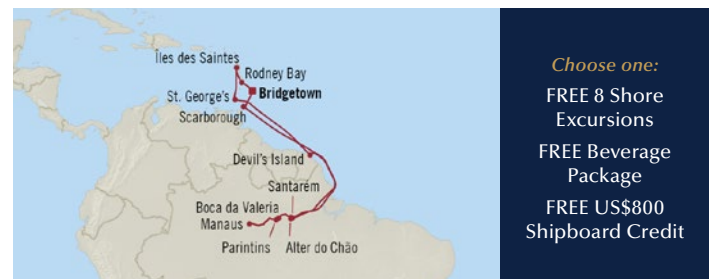 Îles des Saintes
Rodney Bay
Bridgetown
St. George's
Scarborough
Devil's Island
Santarém
Boca da Valeria
Manaus
Parintins
Alter do Chão
Choose one:
FREE 8 Shore
Excursions
FREE Beverage
Package
FREE US$800
Shipboard Credit